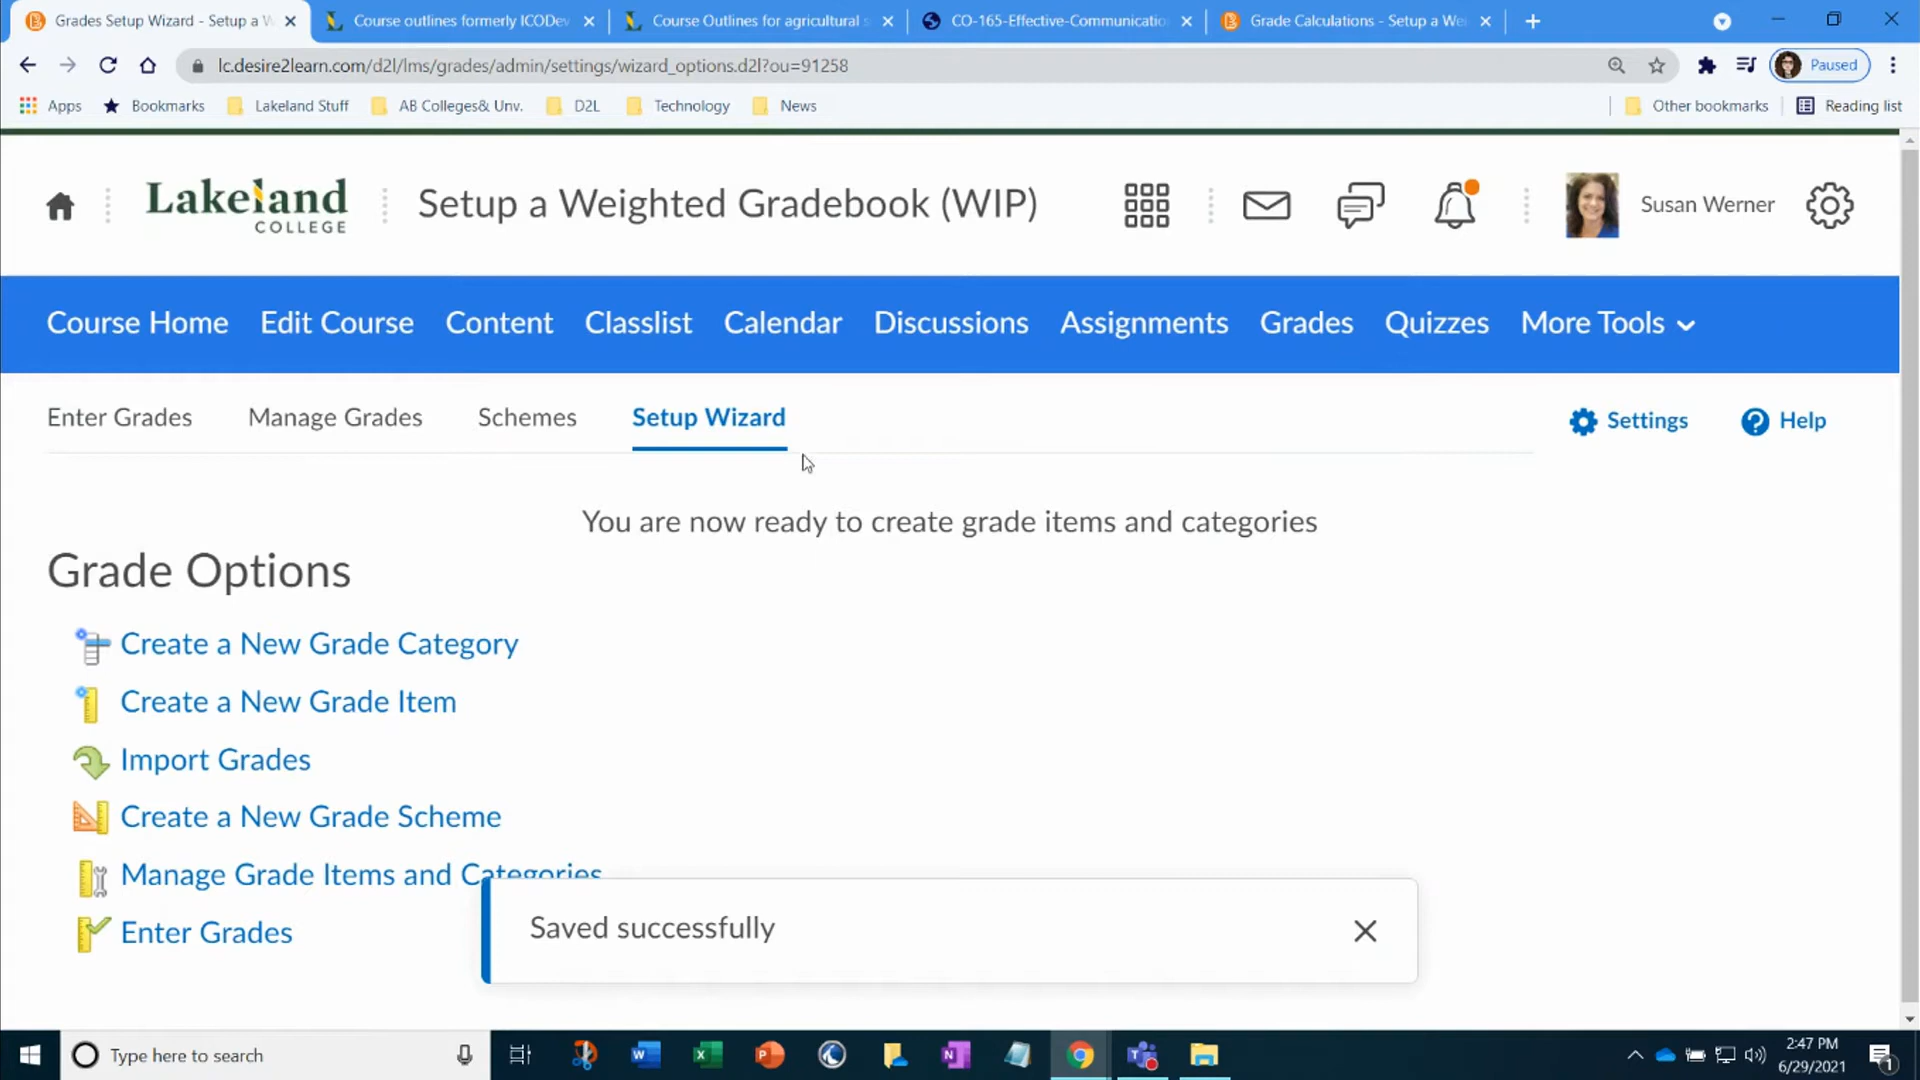 Grades Setup Wizard - Setup a W
Course outlines formerly ICODev
Course Outlines for agricultural s
CO-165-Effective-Communicatio
Grade Calculations - Setup a We
lc.desire2learn.com/d2l/lms/grades/admin/settings/wizard_options.d2l?ou=91258
Paused
Apps
Bookmarks
Lakeland Stuff
AB Colleges& Unv.
D2L
Technology
News
Other bookmarks
Reading list
Lakeland
COLLEGE
Setup a Weighted Gradebook (WIP)
Susan Werner
Course Home
Edit Course
Content
Classlist
Calendar
Discussions
Assignments
Grades
Quizzes
More Tools
Enter Grades
Manage Grades
Schemes
Setup Wizard
Settings
Help
You are now ready to create grade items and categories
Grade Options
Create a New Grade Category
Create a New Grade Item
Import Grades
Create a New Grade Scheme
Manage Grade Items and Categories
Enter Grades
Saved successfully
Type here to search
2:47 PM
6/29/2021
1